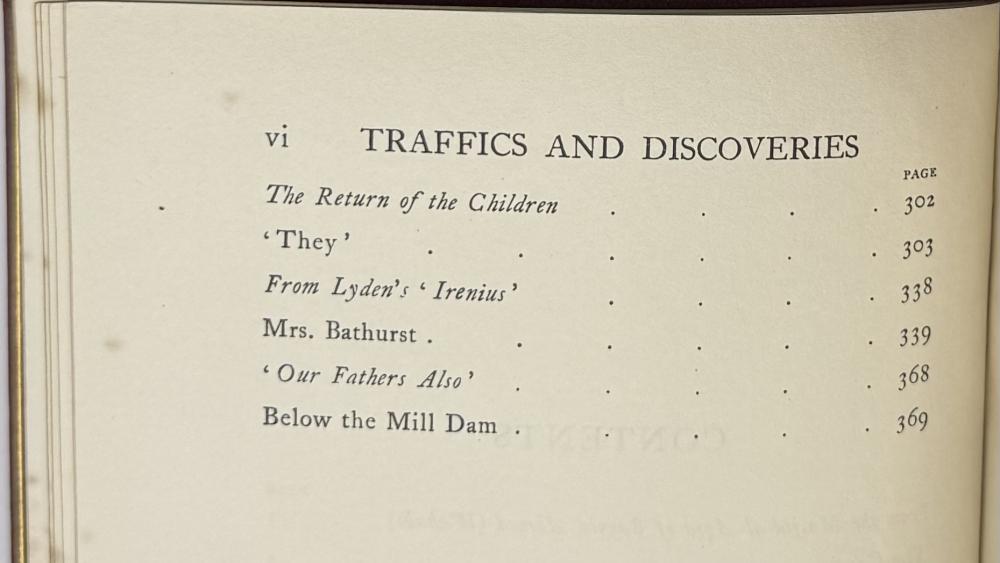 vi TRAFFICS AND DISCOVERIES
PAGE
The Return of the Children . . . . 302
‘They’ . . . . . . 303
From Lyden’s ‘Irenius’ . . . . 338
Mrs. Bathurst . . . . . . 339
‘Our Fathers Also’ . . . . . 368
Below the Mill Dam . . . . . 369
CONTENTS